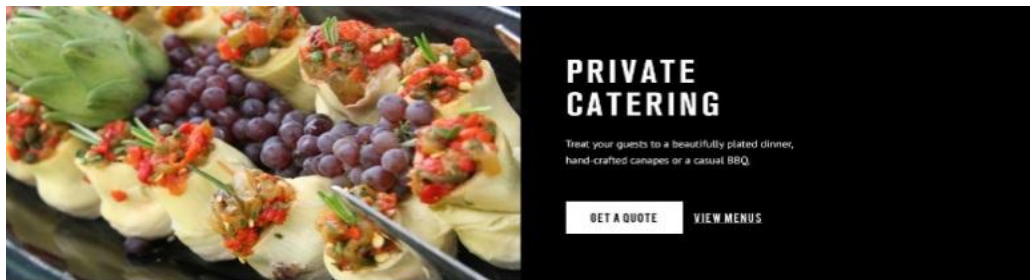 PRIVATE
CATERING
Treat your guests to a beautifully plated dinner,
hand-crafted canapes or a casual BBQ.
GET A QUOTE
VIEW MENUS